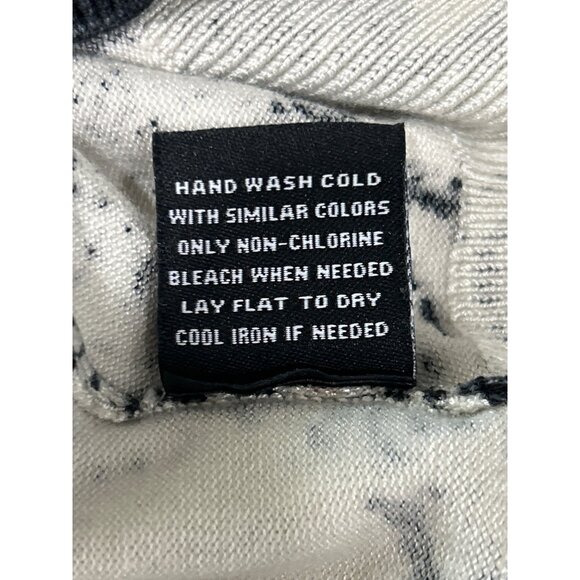 HAND WASH COLD
WITH SIMILAR COLORS
ONLY NON-CHLORINE
BLEACH WHEN NEEDED
LAY FLAT TO DRY
COOL IRON IF NEEDED